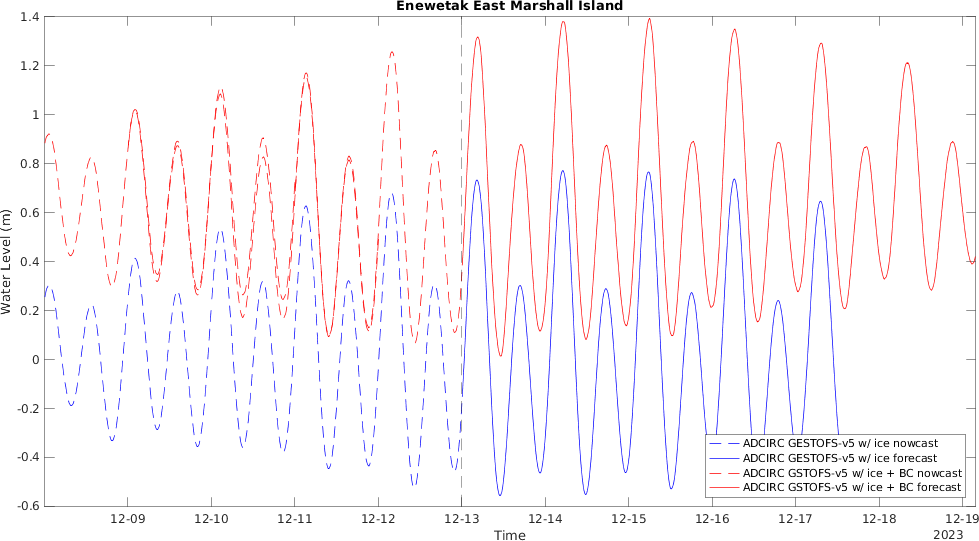 Enewetak East Marshall Island
1.4
1.2
1
0.8
0.6
0.4
0.2
0
-0.2
-0.4
-0.6
Water Level (m)
ADCIRC GESTOFS-v5 w/ ice nowcast
ADCIRC GESTOFS-v5 w/ ice forecast
ADCIRC GSTOFS-v5 w/ ice + BC nowcast
ADCIRC GSTOFS-v5 w/ ice + BC forecast
12-09 12-10 12-11 12-12 12-13 12-14 12-15 12-16 12-17 12-18 12-19
Time
2023